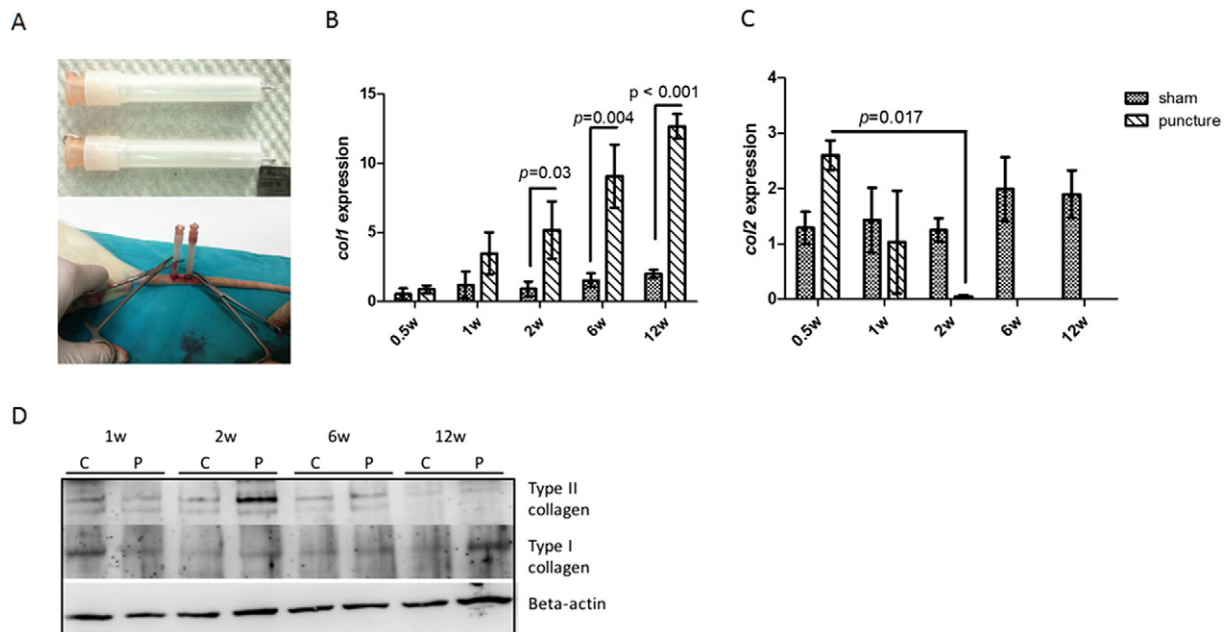 A
B
C
15
10
5
0
col1 expression
p=0.03
p=0.004
p < 0.001
0.5w
1w
2w
6w
12w
4
3
2
1
0
col2 expression
p=0.017
0.5w
1w
2w
6w
12w
sham
puncture
D
1w 2w 6w 12w
C P C P C P C P
Type II
collagen
Type I
collagen
Beta-actin